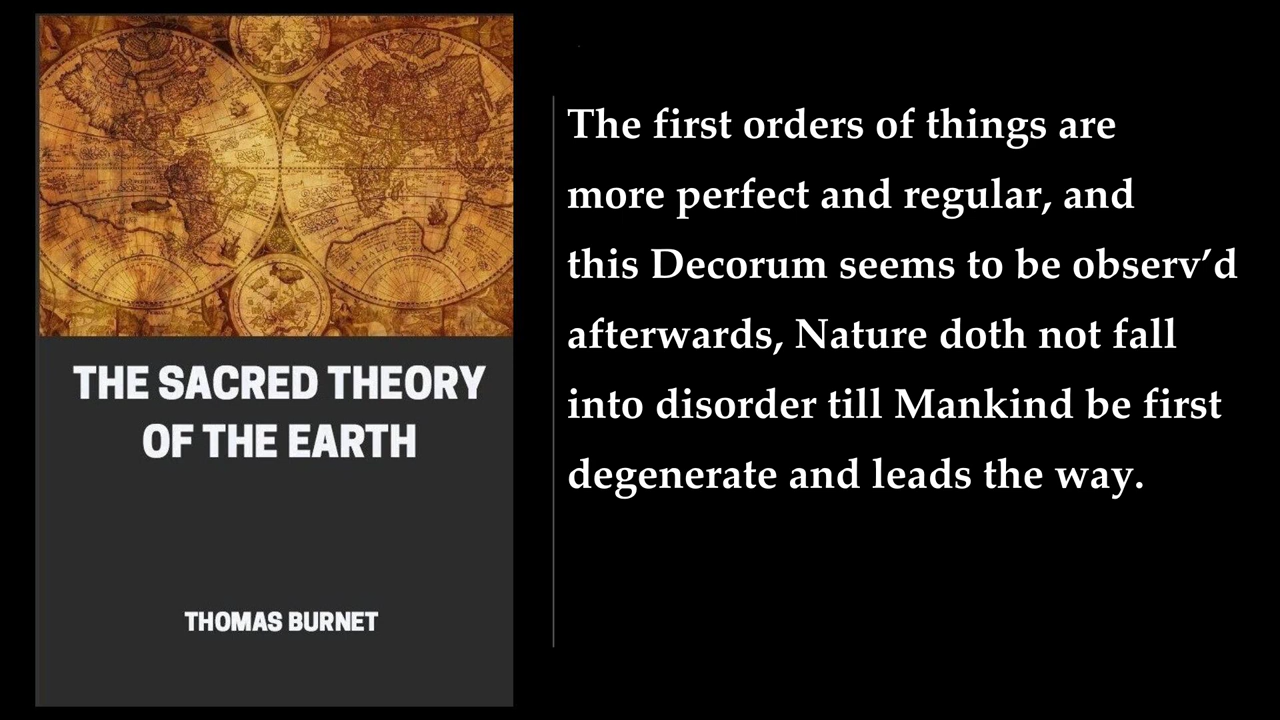 THE SACRED THEORY
OF THE EARTH
THOMAS BURNET
The first orders of things are
more perfect and regular, and
this Decorum seems to be observ’d
afterwards, Nature doth not fall
into disorder till Mankind be first
degenerate and leads the way.